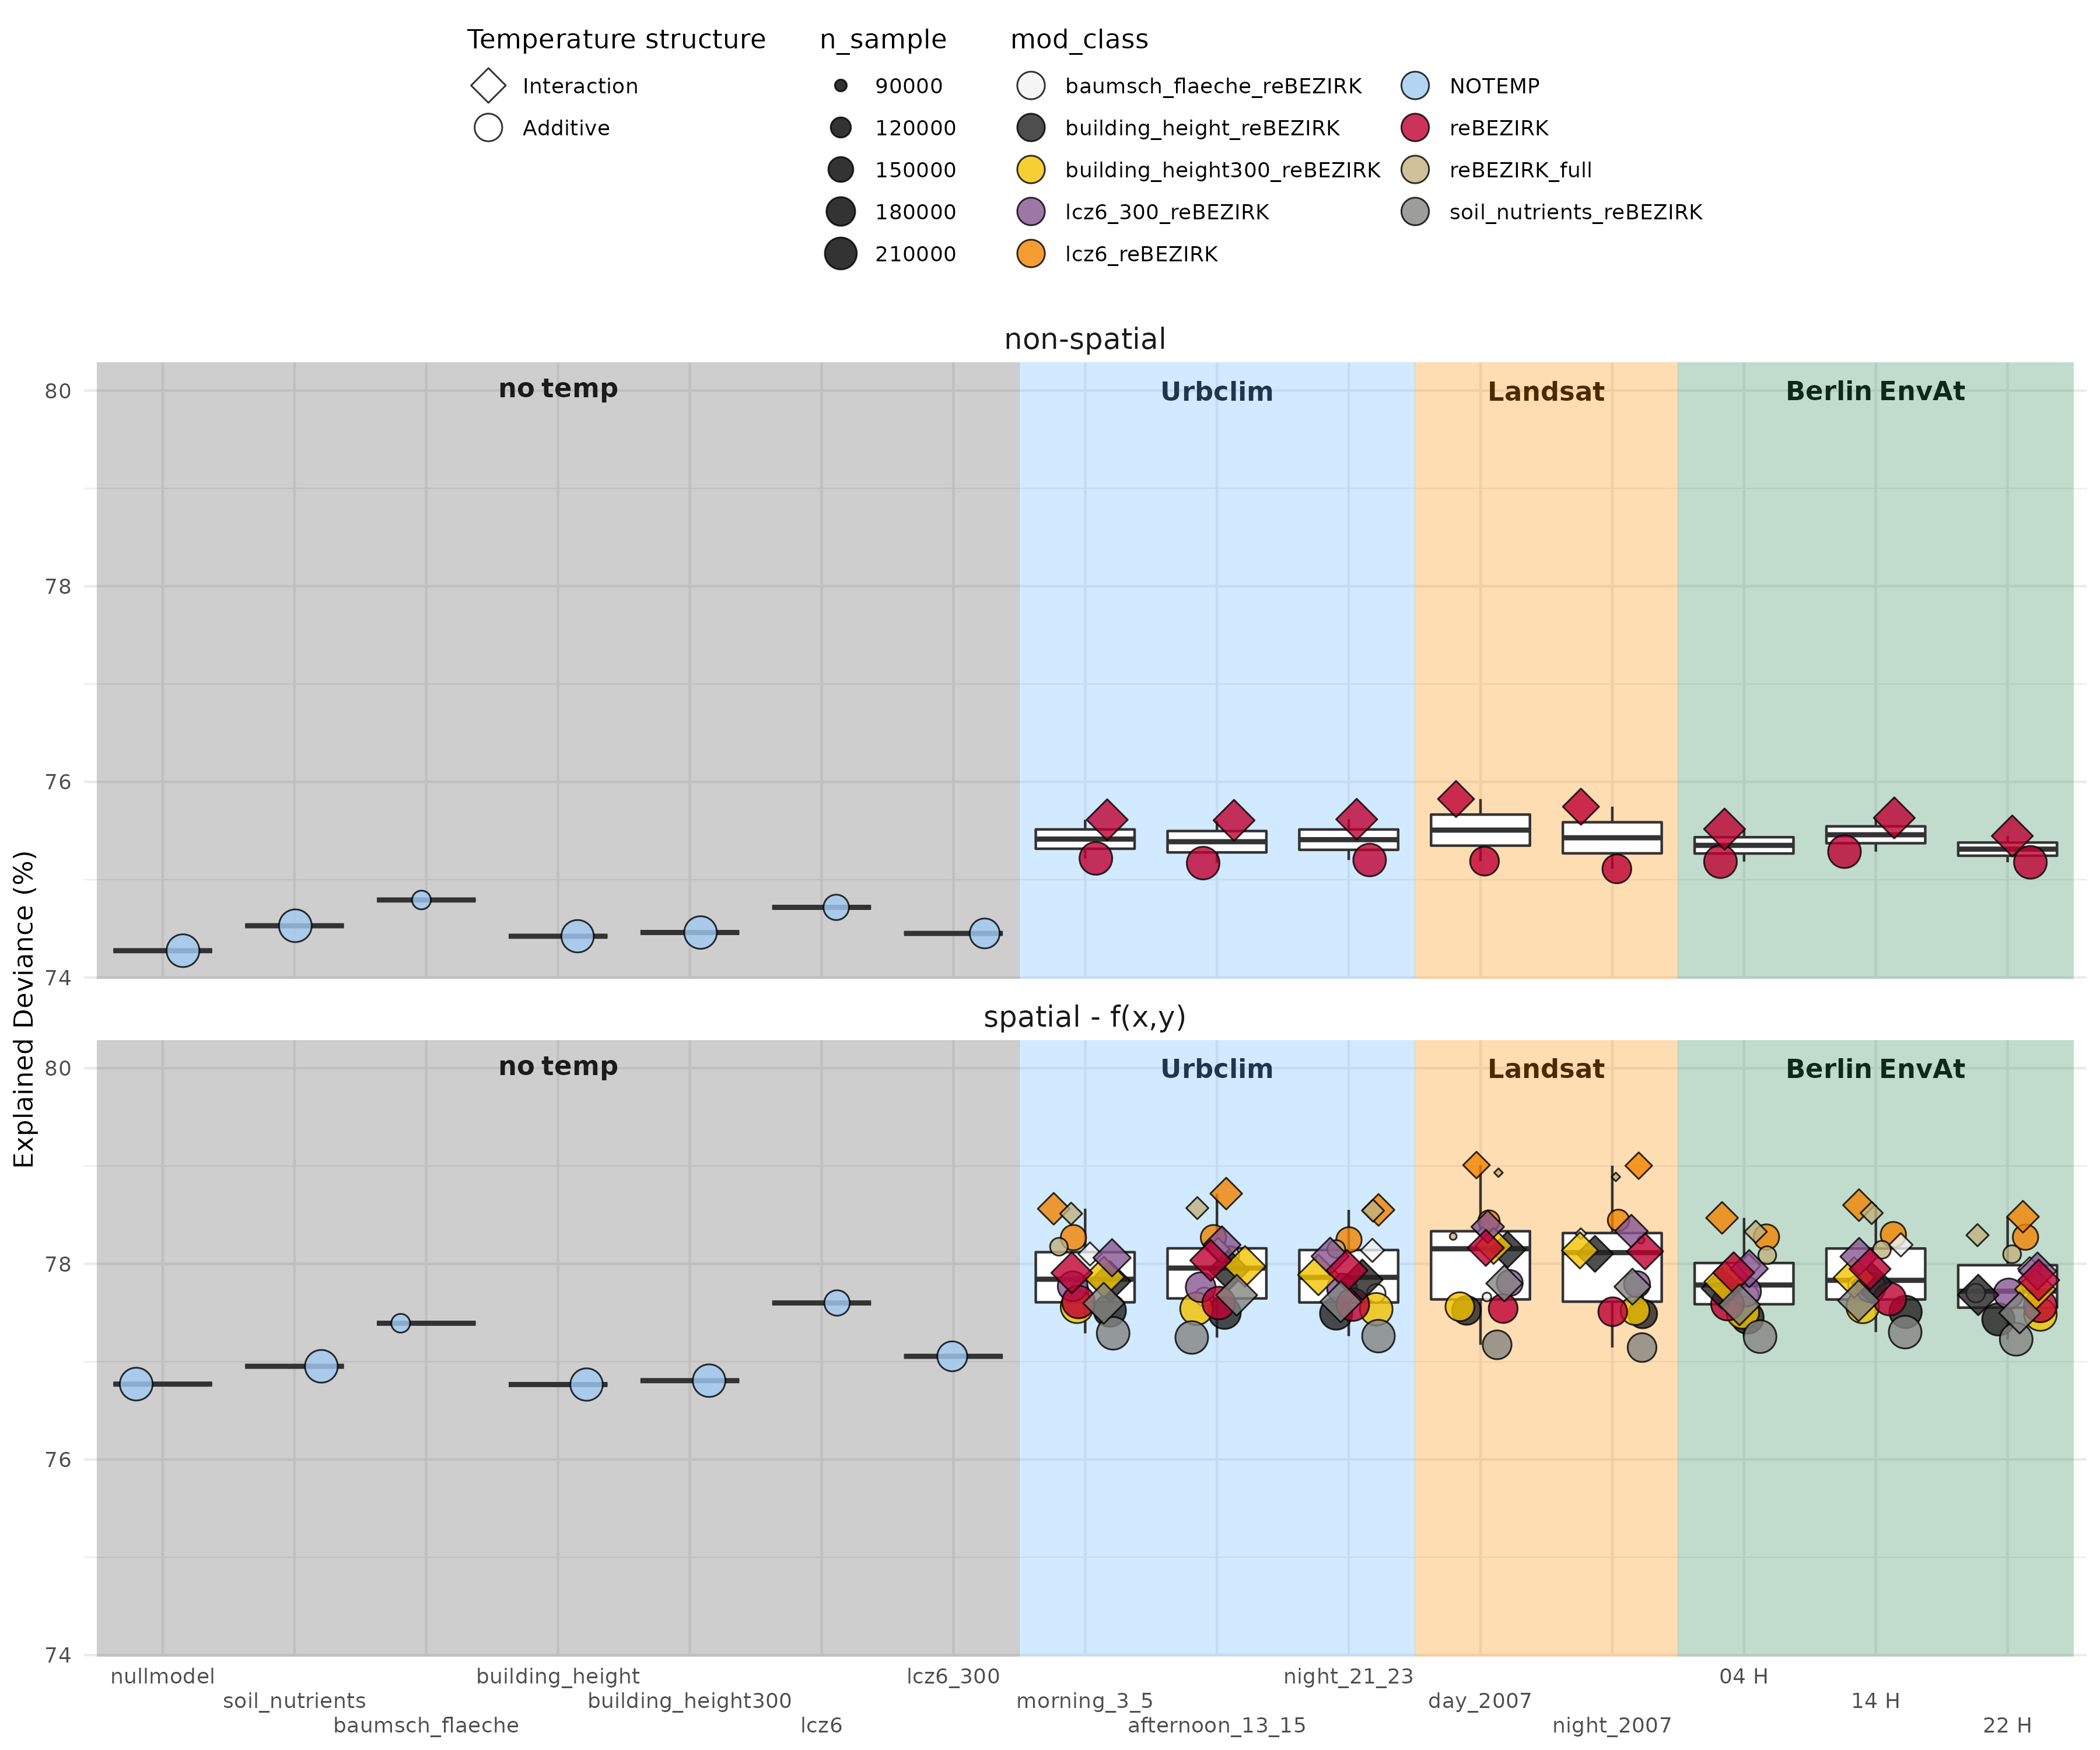 Temperature structure
Interaction
Additive
n_sample
90000
120000
150000
180000
210000
mod_class
baumsch_flaeche_reBEZIRK
building_height_reBEZIRK
building_height300_reBEZIRK
lcz6_300_reBEZIRK
lcz6_reBEZIRK
NOTEMP
reBEZIRK
reBEZIRK_full
soil_nutrients_reBEZIRK
Explained Deviance (%)
non-spatial
no temp
Urbclim
Landsat
Berlin EnvAt
80
78
76
74
spatial - f(x,y)
no temp
Urbclim
Landsat
Berlin EnvAt
80
78
76
74
nullmodel
soil_nutrients
baumsch_flaeche
building_height
building_height300
lcz6
lcz6_300
morning_3_5
afternoon_13_15
night_21_23
day_2007
night_2007
04 H
14 H
22 H